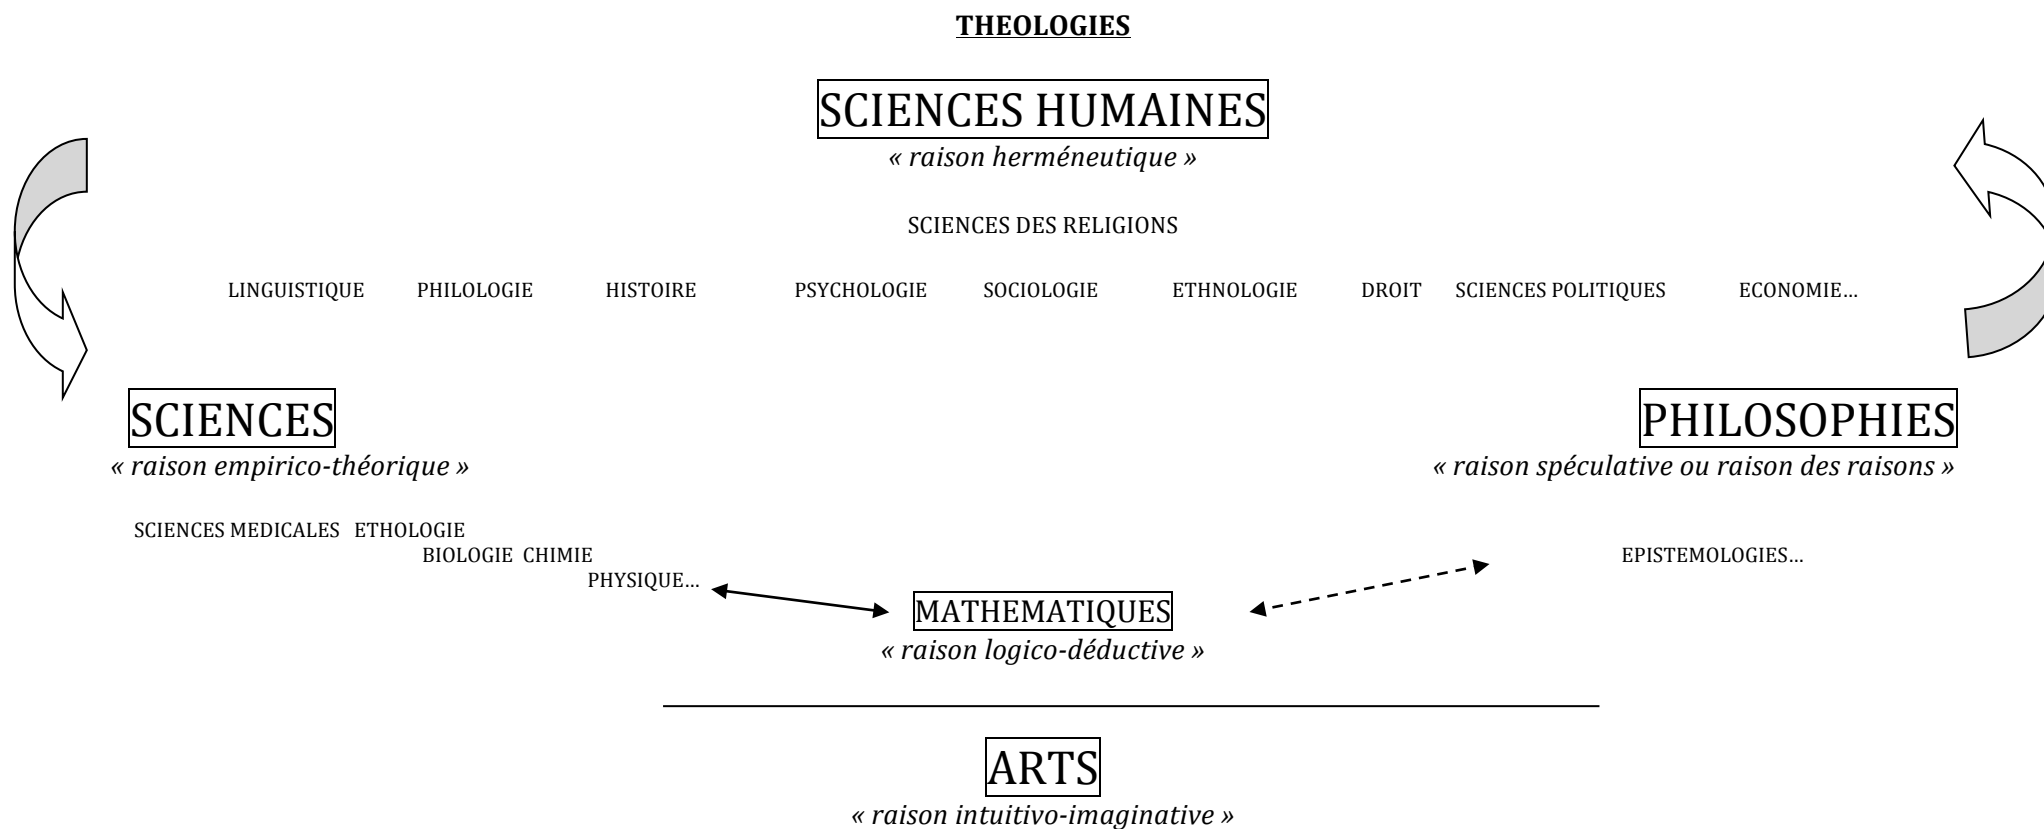 THEOLOGIES
SCIENCES HUMAINES
« raison herméneutique »
SCIENCES DES RELIGIONS
LINGUISTIQUE PHILOLOGIE HISTOIRE PSYCHOLOGIE SOCIOLOGIE ETHNOLOGIE DROIT SCIENCES POLITIQUES ECONOMIE…
SCIENCES PHILOSOPHIES
« raison empirico-théorique » « raison spéculative ou raison des raisons »
SCIENCES MEDICALES ETHOLOGIE
BIOLOGIE CHIMIE EPISTEMOLOGIES…
PHYSIQUE…
MATHEMATIQUES
« raison logico-déductive »
ARTS
« raison intuitivo-imaginative »